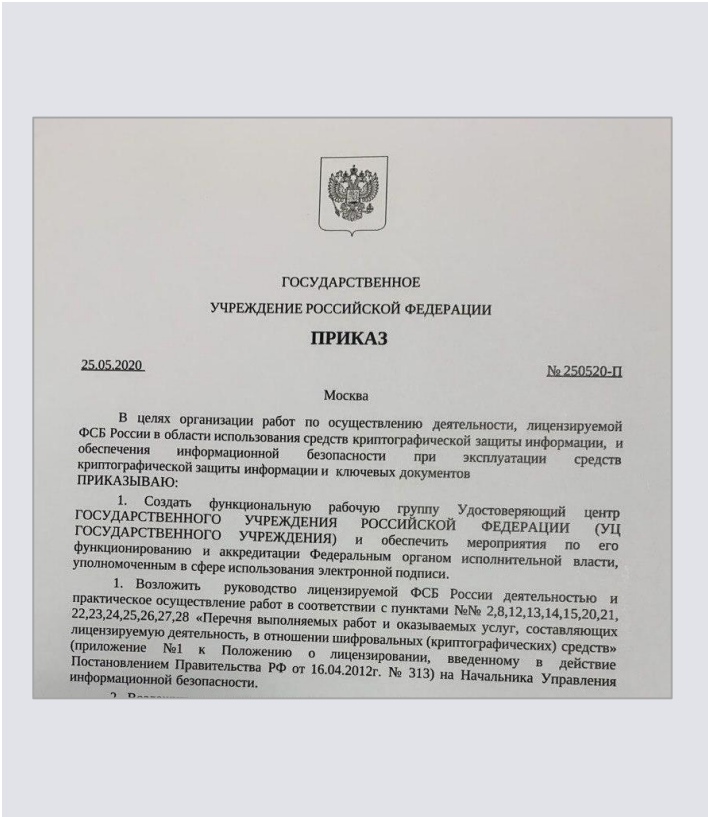 ГОСУДАРСТВЕННОЕ
УЧРЕЖДЕНИЕ РОССИЙСКОЙ ФЕДЕРАЦИИ
ПРИКАЗ
25.05.2020
№ 250520-П
Москва
В целях организации работ по осуществлению деятельности, лицензируемой
ФСБ России в области использования средств криптографической защиты информации, и
обеспечения информационной безопасности при эксплуатации средств
криптографической защиты информации и ключевых документов
ПРИКАЗЫВАЮ:
1. Создать функциональную рабочую группу Удостоверяющий центр
ГОСУДАРСТВЕННОГО УЧРЕЖДЕНИЯ РОССИЙСКОЙ ФЕДЕРАЦИИ (УЦ
ГОСУДАРСТВЕННОГО УЧРЕЖДЕНИЯ) и обеспечить мероприятия по его
функционированию и аккредитации Федеральным органом исполнительной власти,
уполномоченным в сфере использования электронной подписи.
1. Возложить руководство лицензируемой ФСБ России деятельностью и
практическое осуществление работ в соответствии с пунктами №№ 2,8,12,13,14,15,20,21,
22,23,24,25,26,27,28 «Перечня выполняемых работ и оказываемых услуг, составляющих
лицензируемую деятельность, в отношении шифровальных (криптографических) средств»
(приложение №1 к Положению о лицензировании, введенному в действие
Постановлением Правительства РФ от 16.04.2012г. № 313) на Начальника Управления
информационной безопасности.